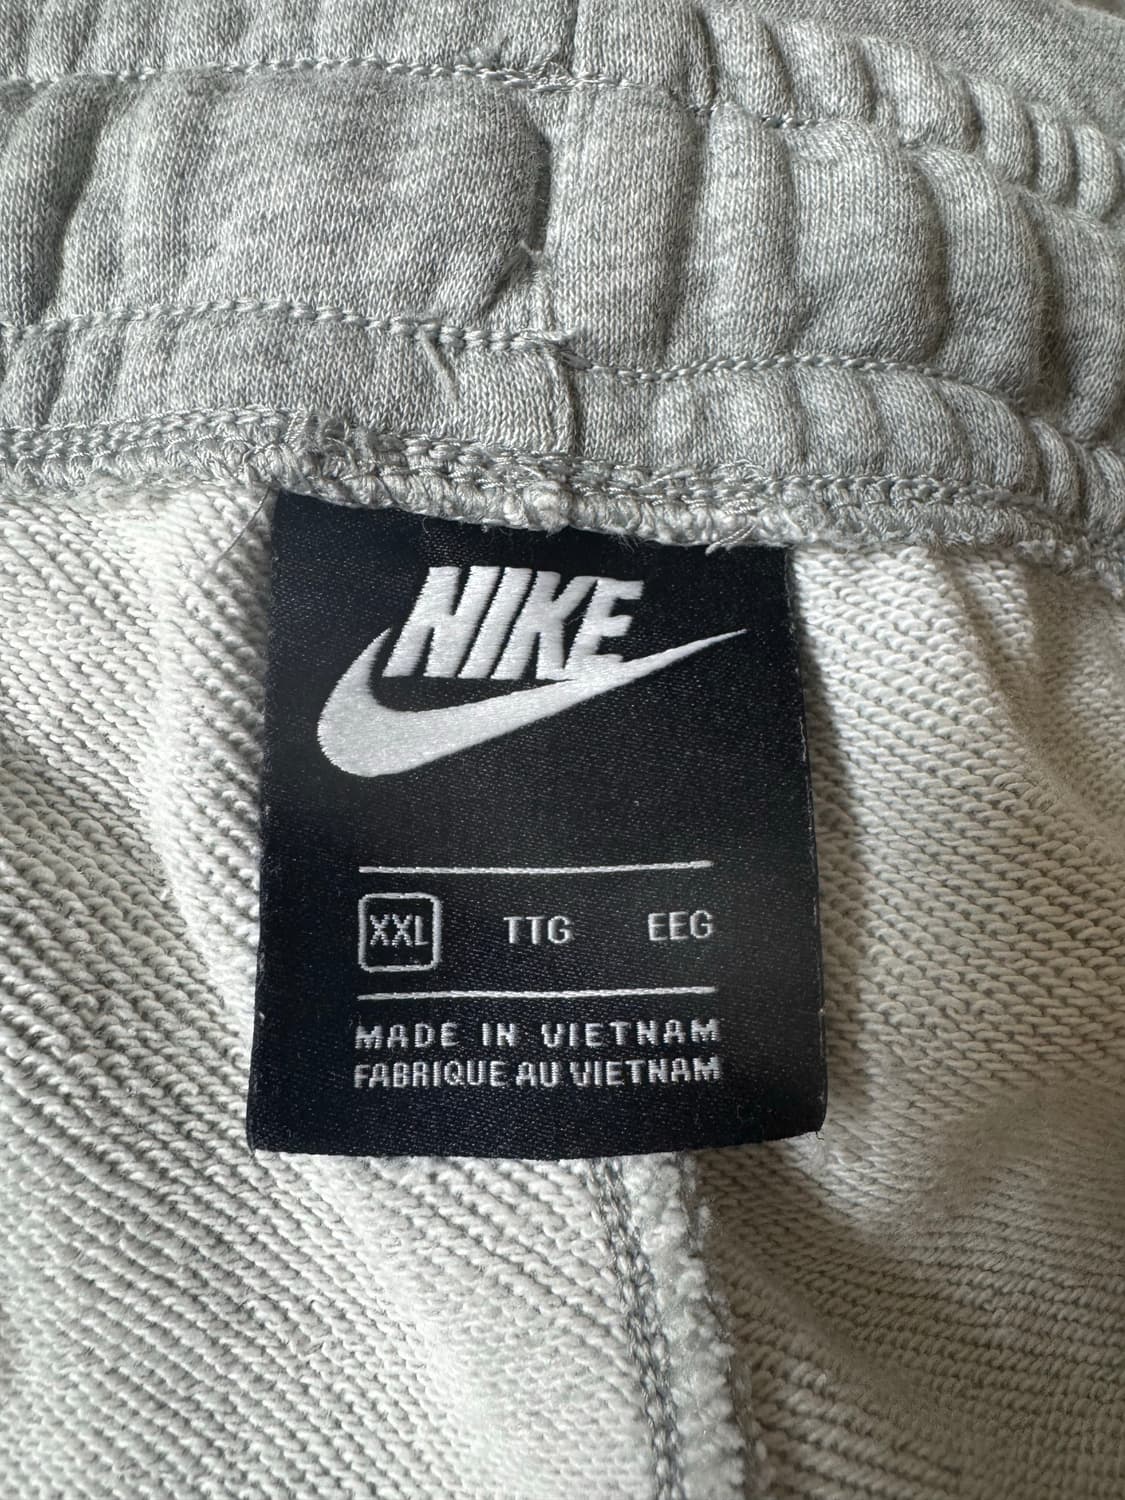 NIKE
XXL TTG EEG
MADE IN VIETNAM
FABRIQUE AU VIETNAM